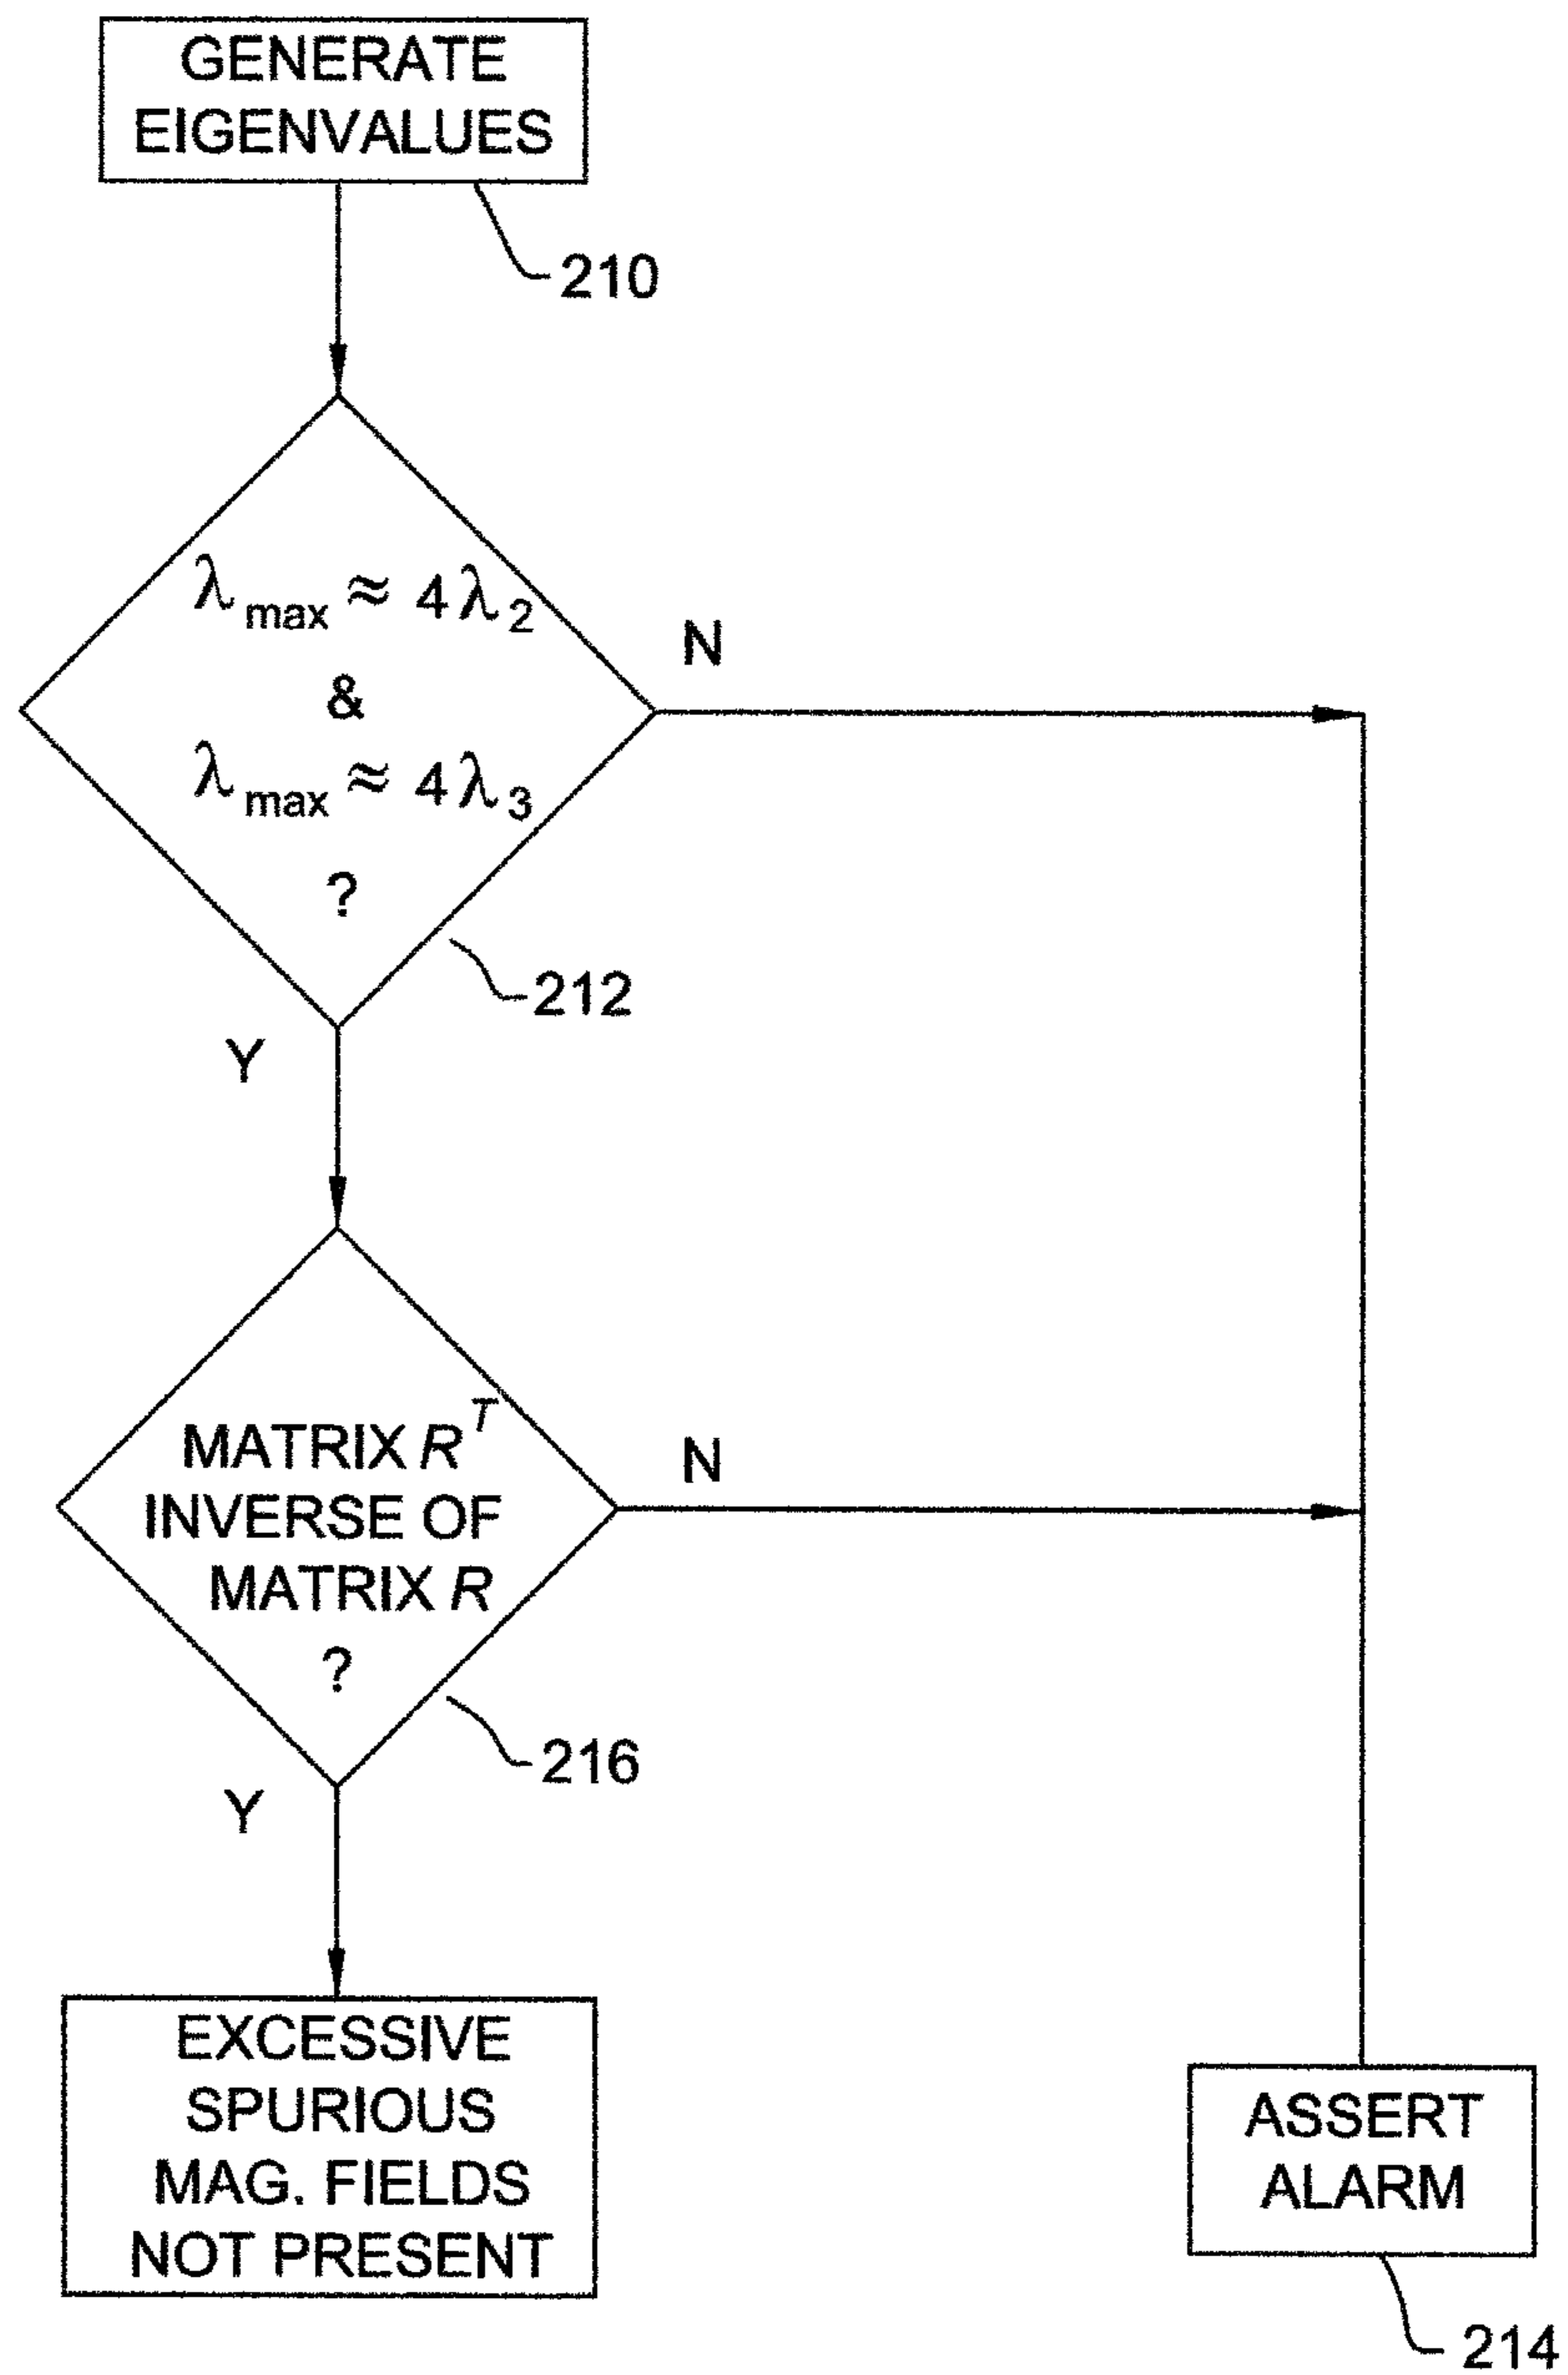 GENERATE
EIGENVALUES
210
λmax ≈ 4λ2
&
λmax ≈ 4λ3
?
N
212
Y
MATRIX R^T
INVERSE OF
MATRIX R
?
N
216
Y
EXCESSIVE
SPURIOUS
MAG. FIELDS
NOT PRESENT
ASSERT
ALARM
214